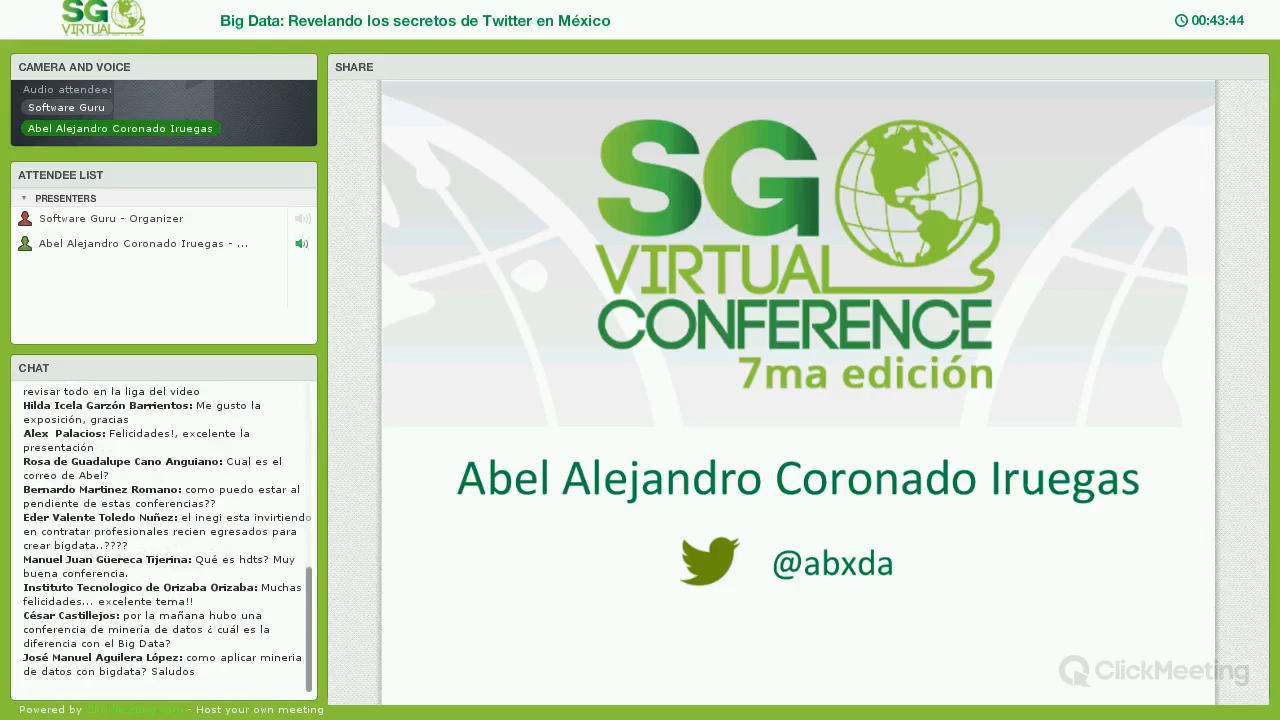 SG
VIRTUAL
Big Data: Revelando los secretos de Twitter en México
00:43:44
CAMERA AND VOICE
Audio attendee:
Software Guru
Abel Alejandro Coronado Iruegas
ATTENDEE LIST
PRESENTERS
Software Guru - Organizer
Abel Alejandro Coronado Iruegas - ...
CHAT
revisar todo en la liga del video
Hilda Icela Garzón Barrientos: Me gusto la
exposición, gracias
Alex Palacios: Felicidades!, excelente la
presentación
Rosa de Guadalupe Cano Anguiano: Cual es el
correo de Abel?
Bernardo Martinez Romano: como puedo estar al
pendiente de estas conferencias??
Eder Valente Toledo Nuñez: el inegi esta invirtiendo
en contratar profesionales recien egresados para
crear bigdata..????
Manuel Juan Güereca Tijerina: Qué es hdts? Muy
buena conferencia.
Instituto Tecnologico de Orizaba Orizaba: Muchas
felicidades... excelente tema!!
César Castillejos: por la mañana hubo una
conferencia de minería de datos ¿ cuál es la
diferencia con el Big Data?
José Manuel Aguilera López: como aplicar mineria
de datos con bigdata? Saludos
Powered by ClickMeeting.com - Host your own meeting
SHARE
SG
VIRTUAL
CONFERENCE
7ma edición
Abel Alejandro Coronado Iruegas
@abxda
ClickMeeting